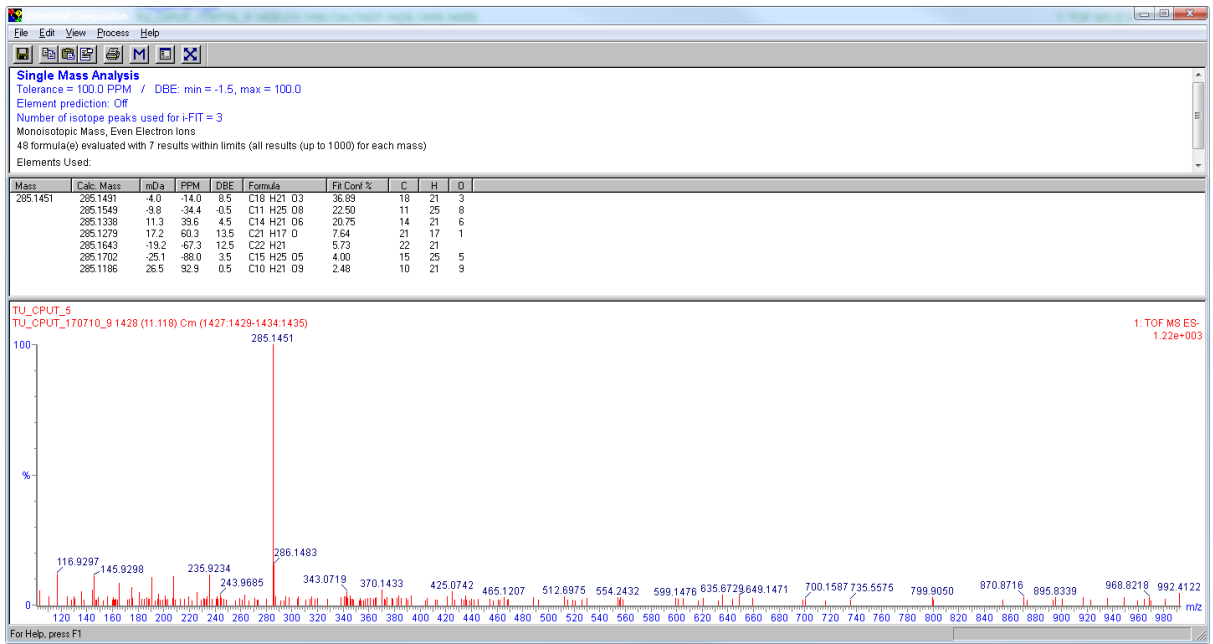 File Edit View Process Help
Single Mass Analysis
Tolerance = 100.0 PPM / DBE: min = -1.5, max = 100.0
Element prediction: Off
Number of isotope peaks used for i-FIT = 3
Monoisotopic Mass, Even Electron Ions
48 formula(e) evaluated with 7 results within limits (all results (up to 1000) for each mass)
Elements Used:
Mass Calc. Mass mDa PPM DBE Formula Fit Conf % C H O
285.1451 285.1491 -4.0 -14.0 8.5 C18 H21 O3 36.89 18 21 3
285.1549 -9.8 -34.4 -0.5 C11 H25 O8 22.50 11 25 8
285.1338 11.3 39.6 4.5 C14 H21 O6 20.75 14 21 6
285.1279 17.2 60.3 13.5 C21 H17 O 7.64 21 17 1
285.1643 -19.2 -67.3 12.5 C22 H21 5.73 22 21
285.1702 -25.1 -88.0 3.5 C15 H25 O5 4.00 15 25 5
285.1186 26.5 92.9 0.5 C10 H21 O9 2.48 10 21 9
TU_CPUT_5
TU_CPUT_170710_9 1428 (11.118) Cm (1427:1429-1434:1435)
1: TOF MS ES-
1.22e+003
285.1451
100
%
0
286.1483
116.9297
145.9298
235.9234
243.9685
343.0719
370.1433
425.0742
465.1207
512.6975
554.2432
599.1476
635.6729
649.1471
700.1587
735.5575
799.9050
870.8716
895.8339
968.8218
992.4122
m/z
120 140 160 180 200 220 240 260 280 300 320 340 360 380 400 420 440 460 480 500 520 540 560 580 600 620 640 660 680 700 720 740 760 780 800 820 840 860 880 900 920 940 960 980
For Help, press F1